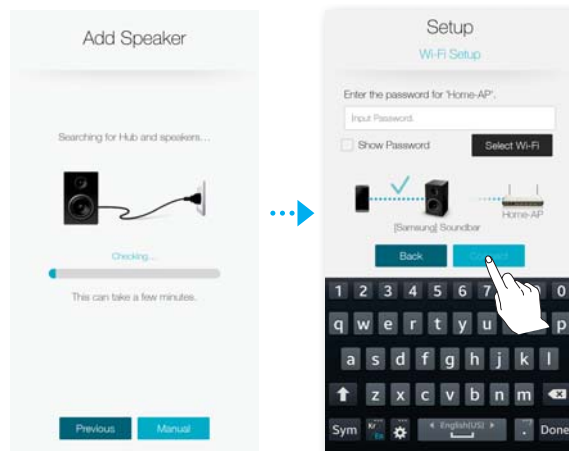 Add Speaker
Searching for Hub and speakers...
Checking...
This can take a few minutes.
Previous
Manual
Setup
Wi-Fi Setup
Enter the password for 'Home-AP'.
Input Password.
Show Password
Select Wi-Fi
Home-AP
[Samsung] Soundbar
Back
1 2 3 4 5 6 7 0
q w e r t y u p
a s d f g h j k l
z x c v b n m
Sym Kr En English(US) . Done